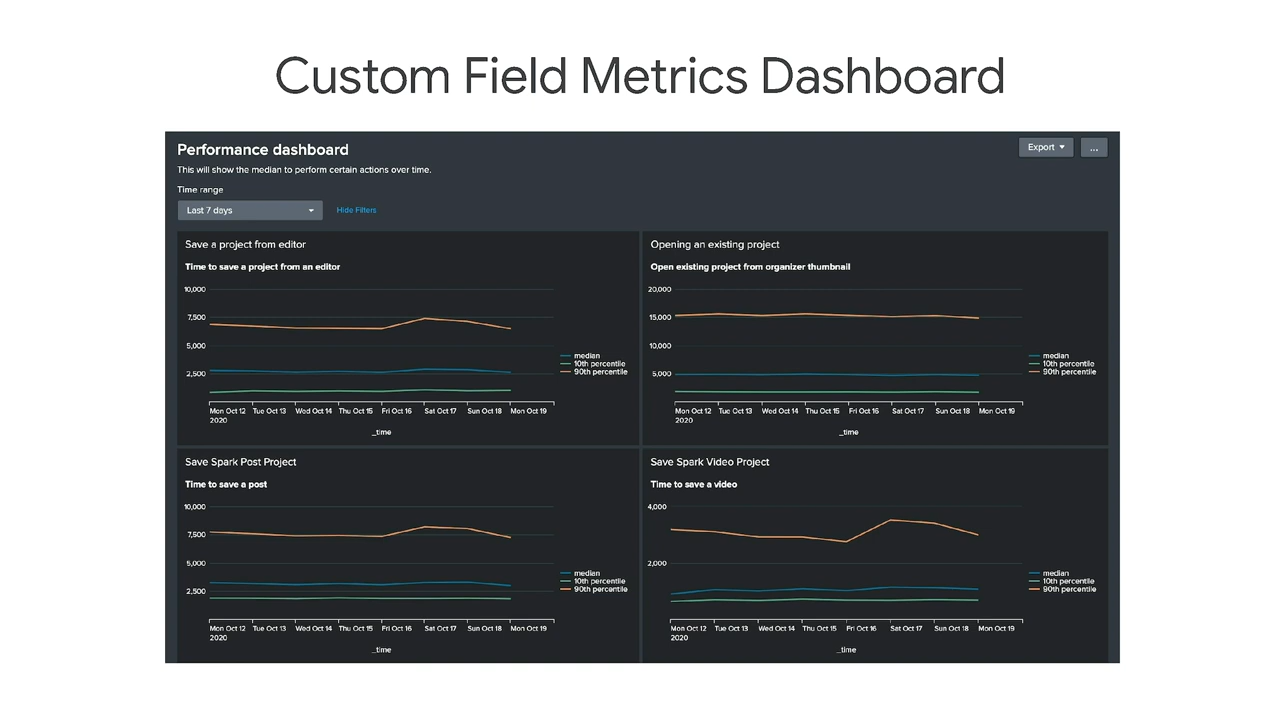 Custom Field Metrics Dashboard
Performance dashboard
Export
...
This will show the median to perform certain actions over time.
Time range
Last 7 days
Hide Filters
Save a project from editor
Time to save a project from an editor
10,000
7,500
5,000
2,500
median
10th percentile
90th percentile
Mon Oct 12 Tue Oct 13 Wed Oct 14 Thu Oct 15 Fri Oct 16 Sat Oct 17 Sun Oct 18 Mon Oct 19
2020
_time
Opening an existing project
Open existing project from organizer thumbnail
20,000
15,000
10,000
5,000
median
10th percentile
90th percentile
Mon Oct 12 Tue Oct 13 Wed Oct 14 Thu Oct 15 Fri Oct 16 Sat Oct 17 Sun Oct 18 Mon Oct 19
2020
_time
Save Spark Post Project
Time to save a post
10,000
7,500
5,000
2,500
median
10th percentile
90th percentile
Mon Oct 12 Tue Oct 13 Wed Oct 14 Thu Oct 15 Fri Oct 16 Sat Oct 17 Sun Oct 18 Mon Oct 19
2020
_time
Save Spark Video Project
Time to save a video
4,000
2,000
median
10th percentile
90th percentile
Mon Oct 12 Tue Oct 13 Wed Oct 14 Thu Oct 15 Fri Oct 16 Sat Oct 17 Sun Oct 18 Mon Oct 19
2020
_time